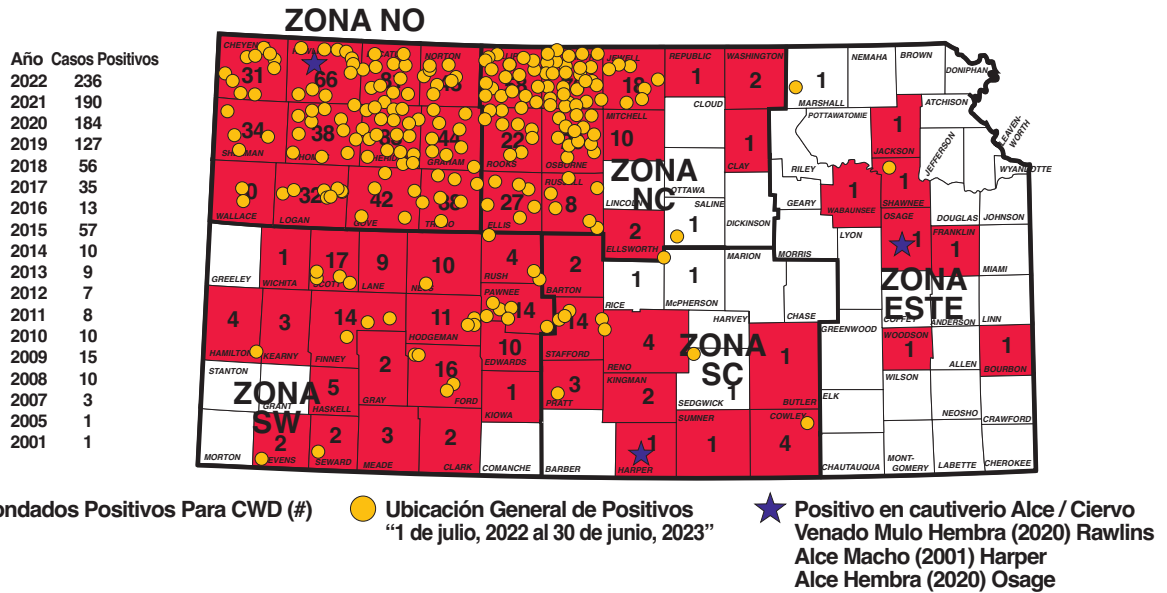 ZONA NO
Año Casos Positivos
2022 236
2021 190
2020 184
2019 127
2018 56
2017 35
2016 13
2015 57
2014 10
2013 9
2012 7
2011 8
2010 10
2009 15
2008 10
2007 3
2005 1
2001 1
31
66
NORTON
JEWELL
18
REPUBLIC
1
WASHINGTON
2
1
MARSHALL
NEMAHA
BROWN
DONIPHAN
34
38
44
GRAHAM
22
ROOKS
OSBORNE
MITCHELL
10
CLOUD
1
CLAY
POTTAWATOMIE
RILEY
1
JACKSON
ATCHISON
JEFFERSON
LEAVEN-
WORTH
WYANDOTTE
WALLACE
32
LOGAN
42
27
ELLIS
8
ZONA
NC
LINCOLN
2
ELLSWORTH
OTTAWA
SALINE
1
DICKINSON
GEARY
1
WABAUNSEE
1
SHAWNEE
DOUGLAS
JOHNSON
GREELEY
1
WICHITA
17
SCOTT
9
LANE
10
4
RUSH
2
BARTON
1
RICE
1
McPHERSON
MARION
MORRIS
CHASE
LYON
OSAGE
1
FRANKLIN
1
MIAMI
4
HAMILTON
3
KEARNY
14
FINNEY
11
HODGEMAN
PAWNEE
14
14
STAFFORD
4
RENO
HARVEY
ZONA
ESTE
COFFEY
ANDERSON
LINN
STANTON
GRANT
5
HASKELL
2
GRAY
16
FORD
10
EDWARDS
1
KIOWA
3
PRATT
KINGMAN
2
ZONA
SC
1
SEDGWICK
1
BUTLER
GREENWOOD
WOODSON
1
ALLEN
1
BOURBON
ZONA
SW
MORTON
2
2
SEWARD
3
MEADE
2
CLARK
COMANCHE
BARBER
1
HARPER
SUMNER
1
COWLEY
4
ELK
CHAUTAUQUA
WILSON
MONT-
GOMERY
NEOSHO
LABETTE
CRAWFORD
CHEROKEE
ondados Positivos Para CWD (#)
Ubicación General de Positivos
“1 de julio, 2022 al 30 de junio, 2023”
Positivo en cautiverio Alce / Ciervo
Venado Mulo Hembra (2020) Rawlins
Alce Macho (2001) Harper
Alce Hembra (2020) Osage